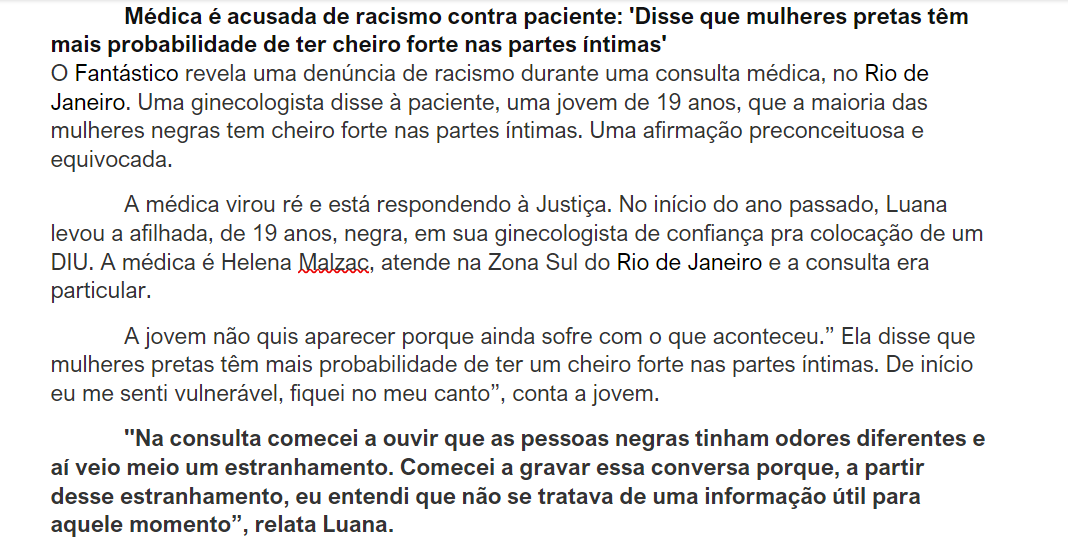 Médica é acusada de racismo contra paciente: 'Disse que mulheres pretas têm
mais probabilidade de ter cheiro forte nas partes íntimas'
O Fantástico revela uma denúncia de racismo durante uma consulta médica, no Rio de
Janeiro. Uma ginecologista disse à paciente, uma jovem de 19 anos, que a maioria das
mulheres negras tem cheiro forte nas partes íntimas. Uma afirmação preconceituosa e
equivocada.
A médica virou ré e está respondendo à Justiça. No início do ano passado, Luana
levou a afilhada, de 19 anos, negra, em sua ginecologista de confiança pra colocação de um
DIU. A médica é Helena Malzac, atende na Zona Sul do Rio de Janeiro e a consulta era
particular.
A jovem não quis aparecer porque ainda sofre com o que aconteceu.” Ela disse que
mulheres pretas têm mais probabilidade de ter um cheiro forte nas partes íntimas. De início
eu me senti vulnerável, fiquei no meu canto”, conta a jovem.
"Na consulta comecei a ouvir que as pessoas negras tinham odores diferentes e
aí veio meio um estranhamento. Comecei a gravar essa conversa porque, a partir
desse estranhamento, eu entendi que não se tratava de uma informação útil para
aquele momento”, relata Luana.